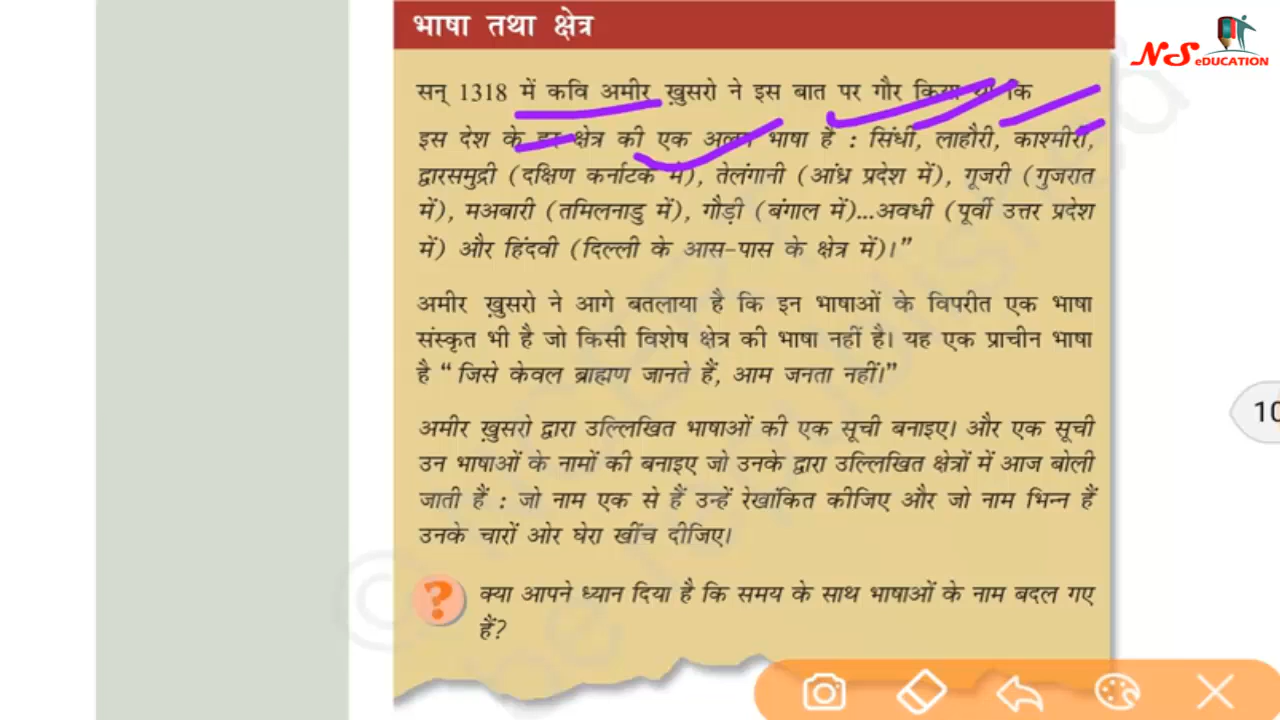 भाषा तथा क्षेत्र
NS eDUCATION
सन् 1318 में कवि अमीर ख़ुसरो ने इस बात पर गौर किया था कि
इस देश के हर क्षेत्र की एक अलग भाषा है : सिंधी, लाहौरी, काश्मीरी,
द्वारसमुद्री (दक्षिण कर्नाटक में), तेलंगानी (आंध्र प्रदेश में), गूजरी (गुजरात
में), मअबारी (तमिलनाडु में), गौड़ी (बंगाल में)...अवधी (पूर्वी उत्तर प्रदेश
में) और हिंदवी (दिल्ली के आस-पास के क्षेत्र में)।”
अमीर ख़ुसरो ने आगे बतलाया है कि इन भाषाओं के विपरीत एक भाषा
संस्कृत भी है जो किसी विशेष क्षेत्र की भाषा नहीं है। यह एक प्राचीन भाषा
है “ जिसे केवल ब्राह्मण जानते हैं, आम जनता नहीं।”
अमीर ख़ुसरो द्वारा उल्लिखित भाषाओं की एक सूची बनाइए। और एक सूची
उन भाषाओं के नामों की बनाइए जो उनके द्वारा उल्लिखित क्षेत्रों में आज बोली
जाती हैं : जो नाम एक से हैं उन्हें रेखांकित कीजिए और जो नाम भिन्न हैं
उनके चारों ओर घेरा खींच दीजिए।
? क्या आपने ध्यान दिया है कि समय के साथ भाषाओं के नाम बदल गए
हैं?